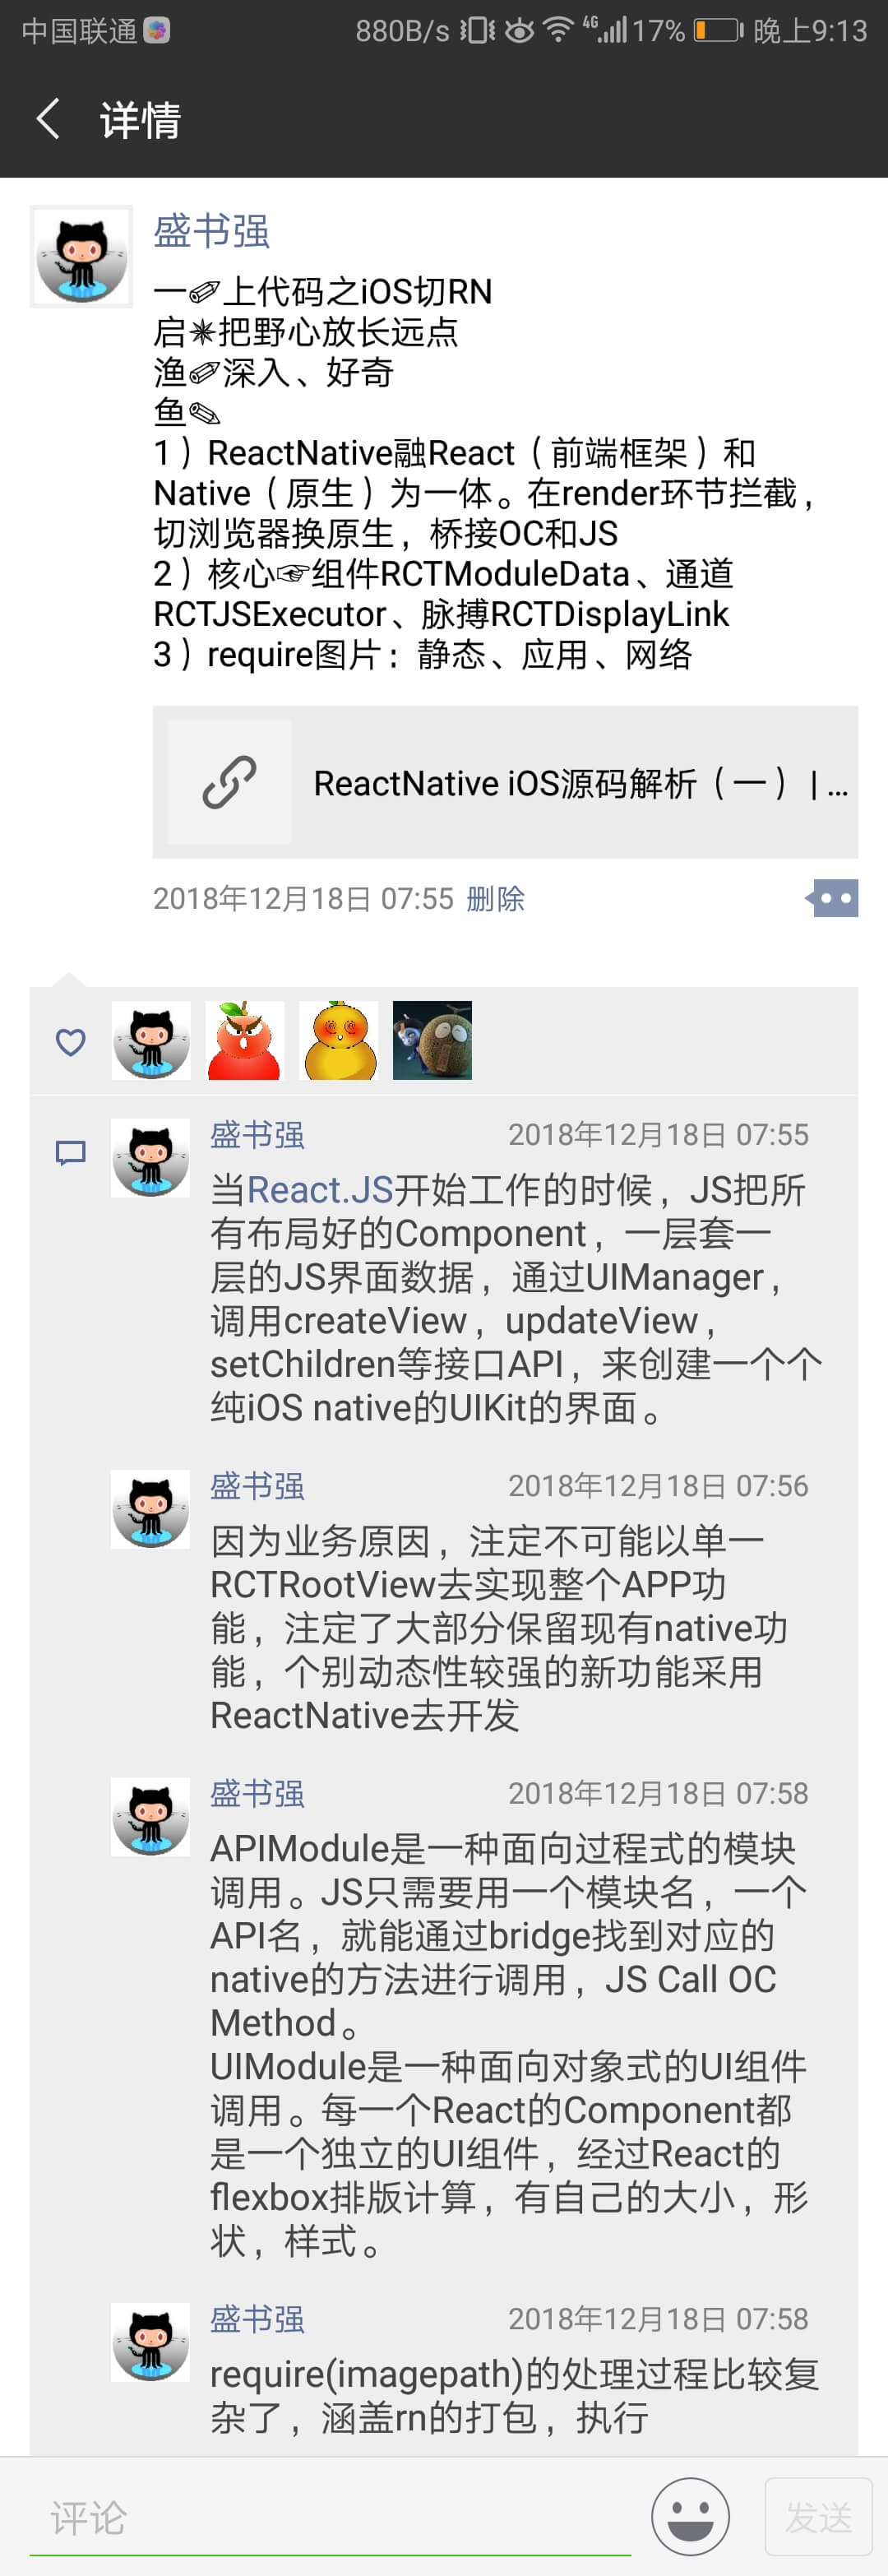 中国联通 880B/s 4G 17% 晚上9:13
详情
盛书强
一✐上代码之iOS切RN
启✴把野心放长远点
渔✐深入、好奇
鱼✎
1）ReactNative融React（前端框架）和
Native（原生）为一体。在render环节拦截，
切浏览器换原生，桥接OC和JS
2）核心☞组件RCTModuleData、通道
RCTJSExecutor、脉搏RCTDisplayLink
3）require图片：静态、应用、网络
ReactNative iOS源码解析（一）| ...
2018年12月18日 07:55 删除
盛书强 2018年12月18日 07:55
当React.JS开始工作的时候，JS把所
有布局好的Component，一层套一
层的JS界面数据，通过UIManager，
调用createView，updateView，
setChildren等接口API，来创建一个个
纯iOS native的UIKit的界面。
盛书强 2018年12月18日 07:56
因为业务原因，注定不可能以单一
RCTRootView去实现整个APP功
能，注定了大部分保留现有native功
能，个别动态性较强的新功能采用
ReactNative去开发
盛书强 2018年12月18日 07:58
APIModule是一种面向过程式的模块
调用。JS只需要用一个模块名，一个
API名，就能通过bridge找到对应的
native的方法进行调用，JS Call OC
Method。
UIModule是一种面向对象式的UI组件
调用。每一个React的Component都
是一个独立的UI组件，经过React的
flexbox排版计算，有自己的大小，形
状，样式。
盛书强 2018年12月18日 07:58
require(imagepath)的处理过程比较复
杂了，涵盖rn的打包，执行
评论 发送